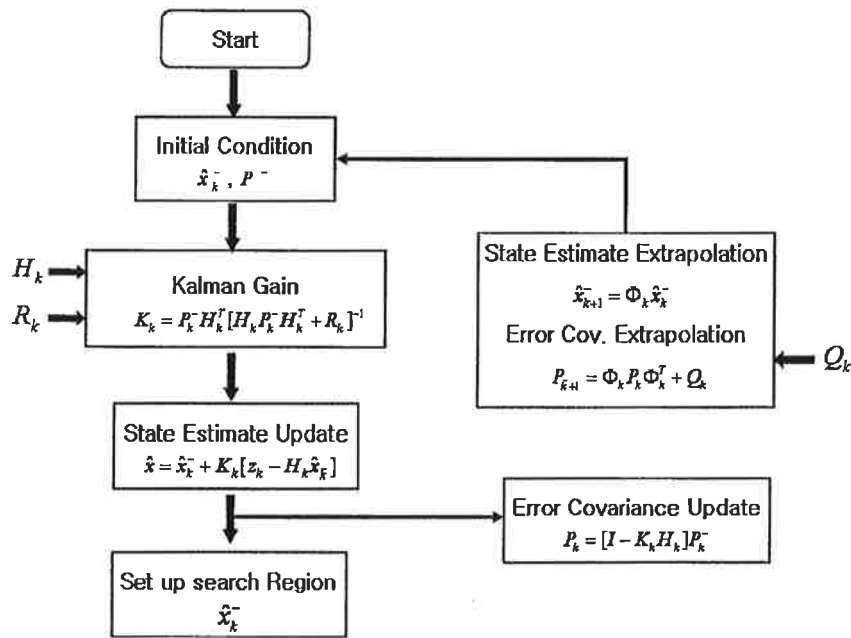 Start
Initial Condition
x̂ₖ⁻ , P ⁻
Hₖ
Rₖ
Kalman Gain
Kₖ = Pₖ⁻Hₖᵀ[HₖPₖ⁻Hₖᵀ + Rₖ]⁻¹
State Estimate Extrapolation
x̂ₖ₊₁⁻ = Φₖx̂ₖ⁻
Error Cov. Extrapolation
Pₖ̄₊₁ = ΦₖPₖΦₖᵀ + Qₖ
Qₖ
State Estimate Update
x̂ = x̂ₖ⁻ + Kₖ[zₖ − Hₖx̂ₖ̄]
Error Covariance Update
Pₖ = [I − KₖHₖ]Pₖ⁻
Set up search Region
x̂ₖ⁻